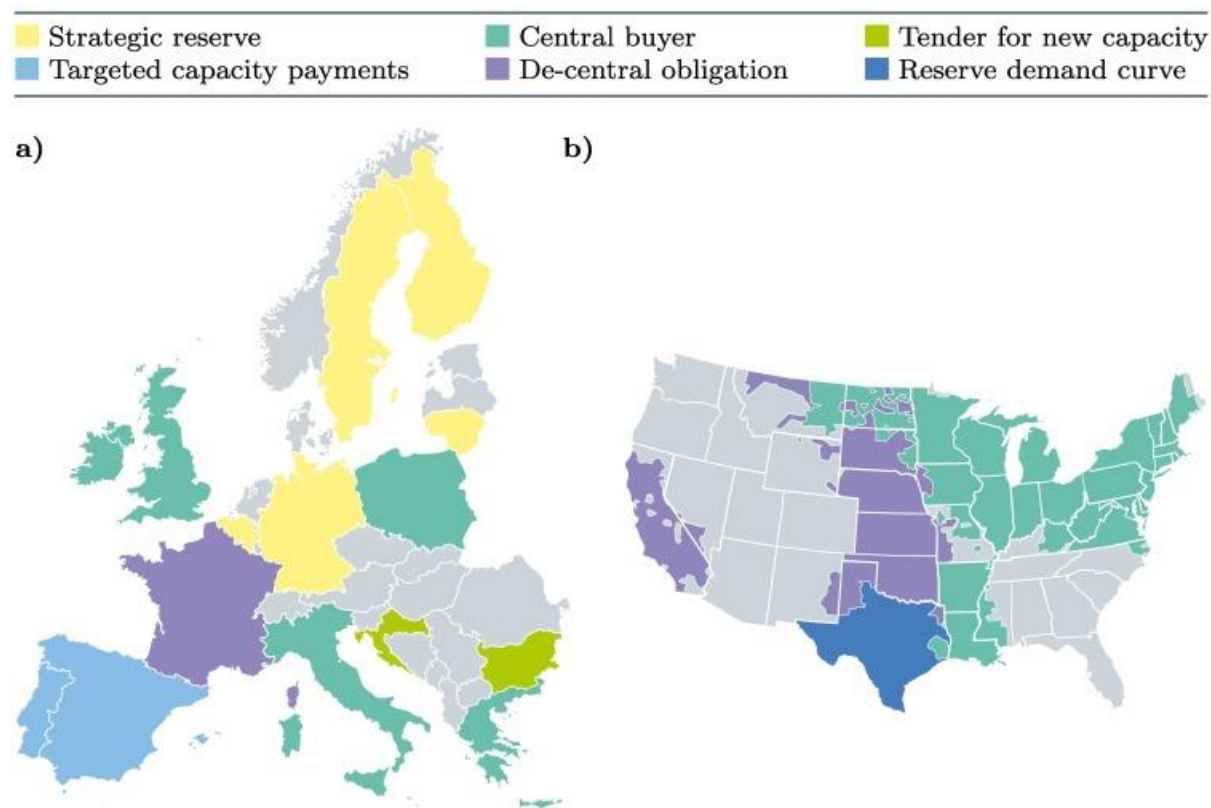 Strategic reserve Central buyer Tender for new capacity
Targeted capacity payments De-central obligation Reserve demand curve
a) b)